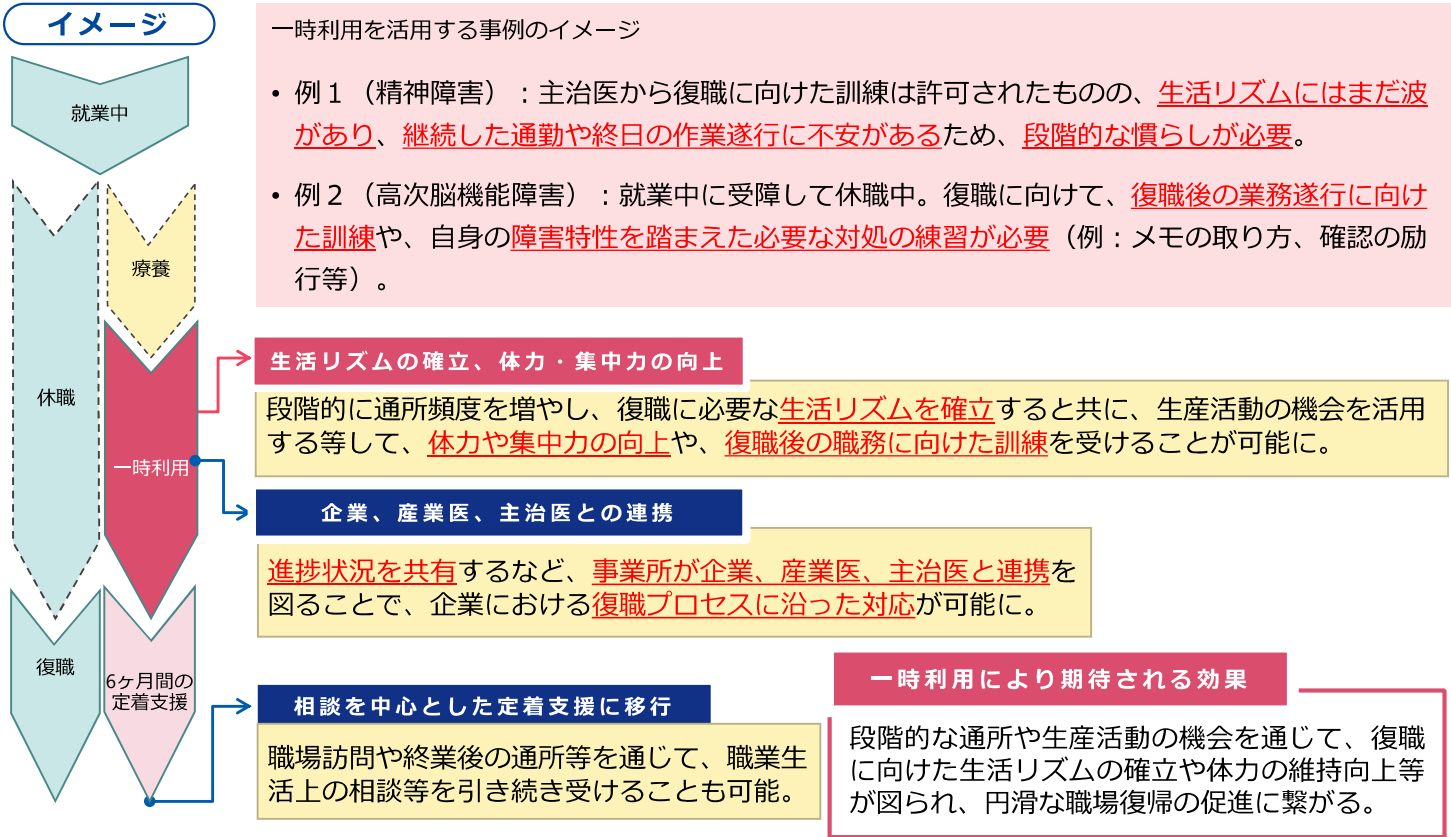 イメージ
就業中
療養
休職
一時利用
復職
6ヶ月間の
定着支援
一時利用を活用する事例のイメージ
• 例１（精神障害）：主治医から復職に向けた訓練は許可されたものの、生活リズムにはまだ波
があり、継続した通勤や終日の作業遂行に不安があるため、段階的な慣らしが必要。
• 例２（高次脳機能障害）：就業中に受障して休職中。復職に向けて、復職後の業務遂行に向け
た訓練や、自身の障害特性を踏まえた必要な対処の練習が必要（例：メモの取り方、確認の励
行等）。
生活リズムの確立、体力・集中力の向上
段階的に通所頻度を増やし、復職に必要な生活リズムを確立すると共に、生産活動の機会を活用
する等して、体力や集中力の向上や、復職後の職務に向けた訓練を受けることが可能に。
企業、産業医、主治医との連携
進捗状況を共有するなど、事業所が企業、産業医、主治医と連携を
図ることで、企業における復職プロセスに沿った対応が可能に。
相談を中心とした定着支援に移行
職場訪問や終業後の通所等を通じて、職業生
活上の相談等を引き続き受けることも可能。
一時利用により期待される効果
段階的な通所や生産活動の機会を通じて、復職
に向けた生活リズムの確立や体力の維持向上等
が図られ、円滑な職場復帰の促進に繋がる。